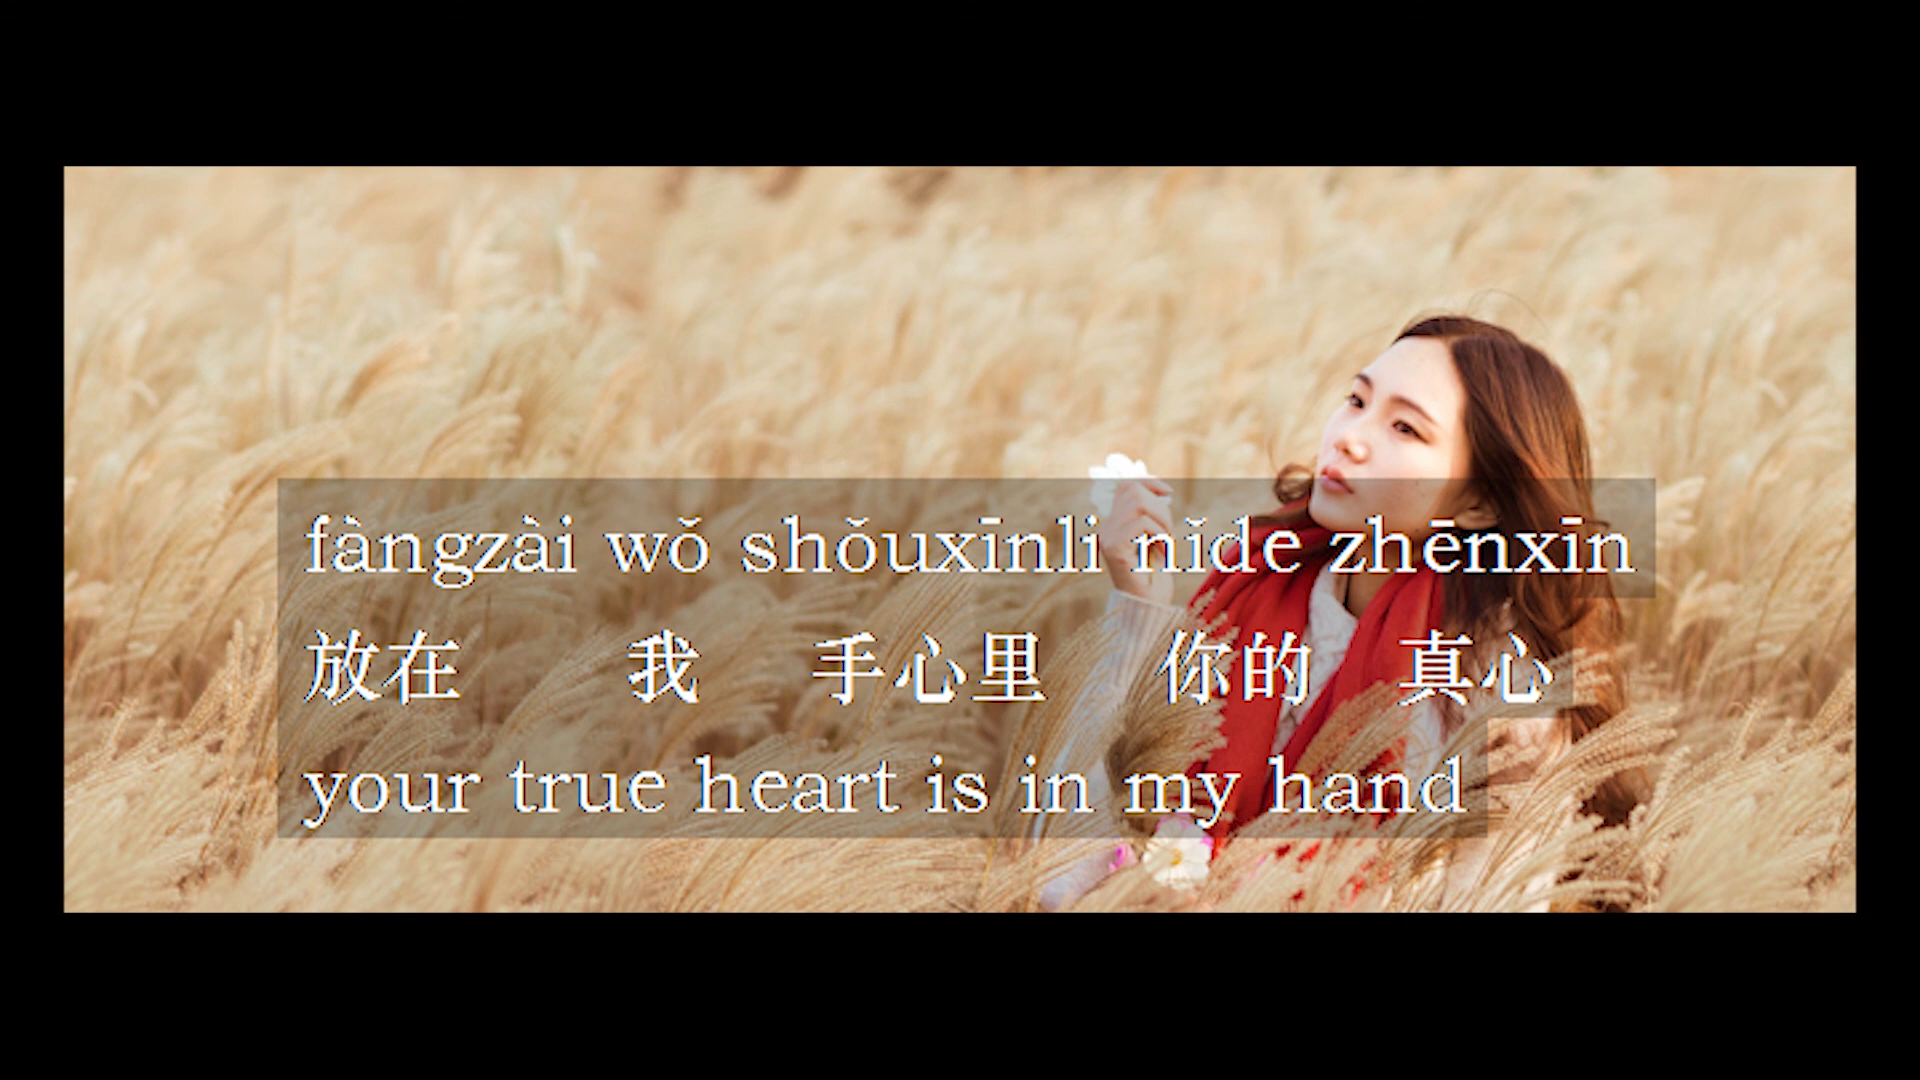 fàngzài wǒ shǒuxīnli nǐde zhēnxīn
放在 我 手心里 你的 真心
your true heart is in my hand